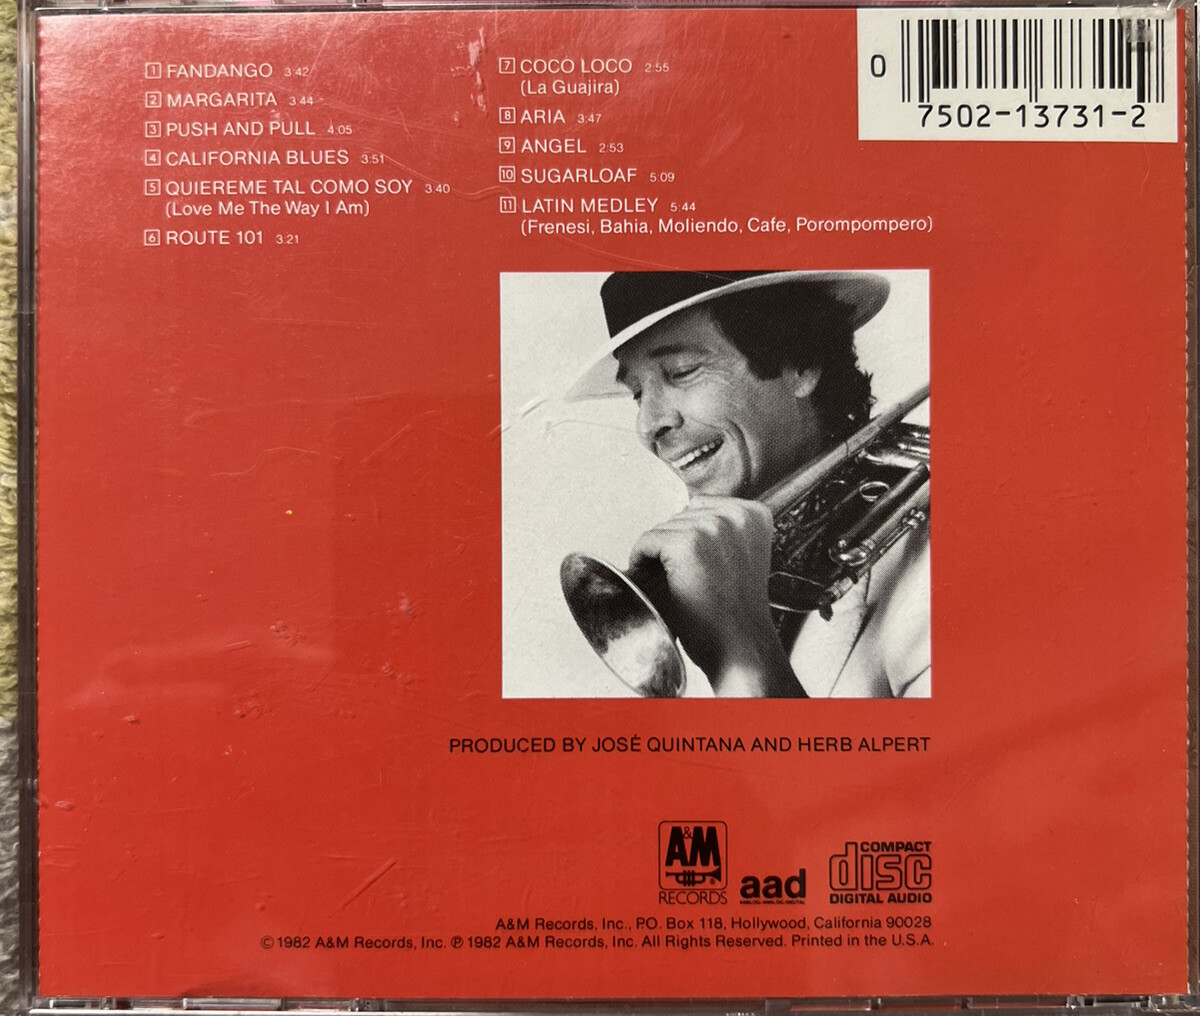 1 FANDANGO 3:42
2 MARGARITA 3:44
3 PUSH AND PULL 4:05
4 CALIFORNIA BLUES 3:51
5 QUIEREME TAL COMO SOY 3:40
(Love Me The Way I Am)
6 ROUTE 101 3:21
7 COCO LOCO 2:55
(La Guajira)
8 ARIA 3:47
9 ANGEL 2:53
10 SUGARLOAF 5:09
11 LATIN MEDLEY 5:44
(Frenesi, Bahia, Moliendo, Cafe, Porompompero)
0
7502-13731-2
PRODUCED BY JOSÉ QUINTANA AND HERB ALPERT
A&M
RECORDS
aad
ANALOG-ANALOG-DIGITAL
COMPACT
disc
DIGITAL AUDIO
A&M Records, Inc., P.O. Box 118, Hollywood, California 90028
© 1982 A&M Records, Inc. ℗ 1982 A&M Records, Inc. All Rights Reserved. Printed in the U.S.A.